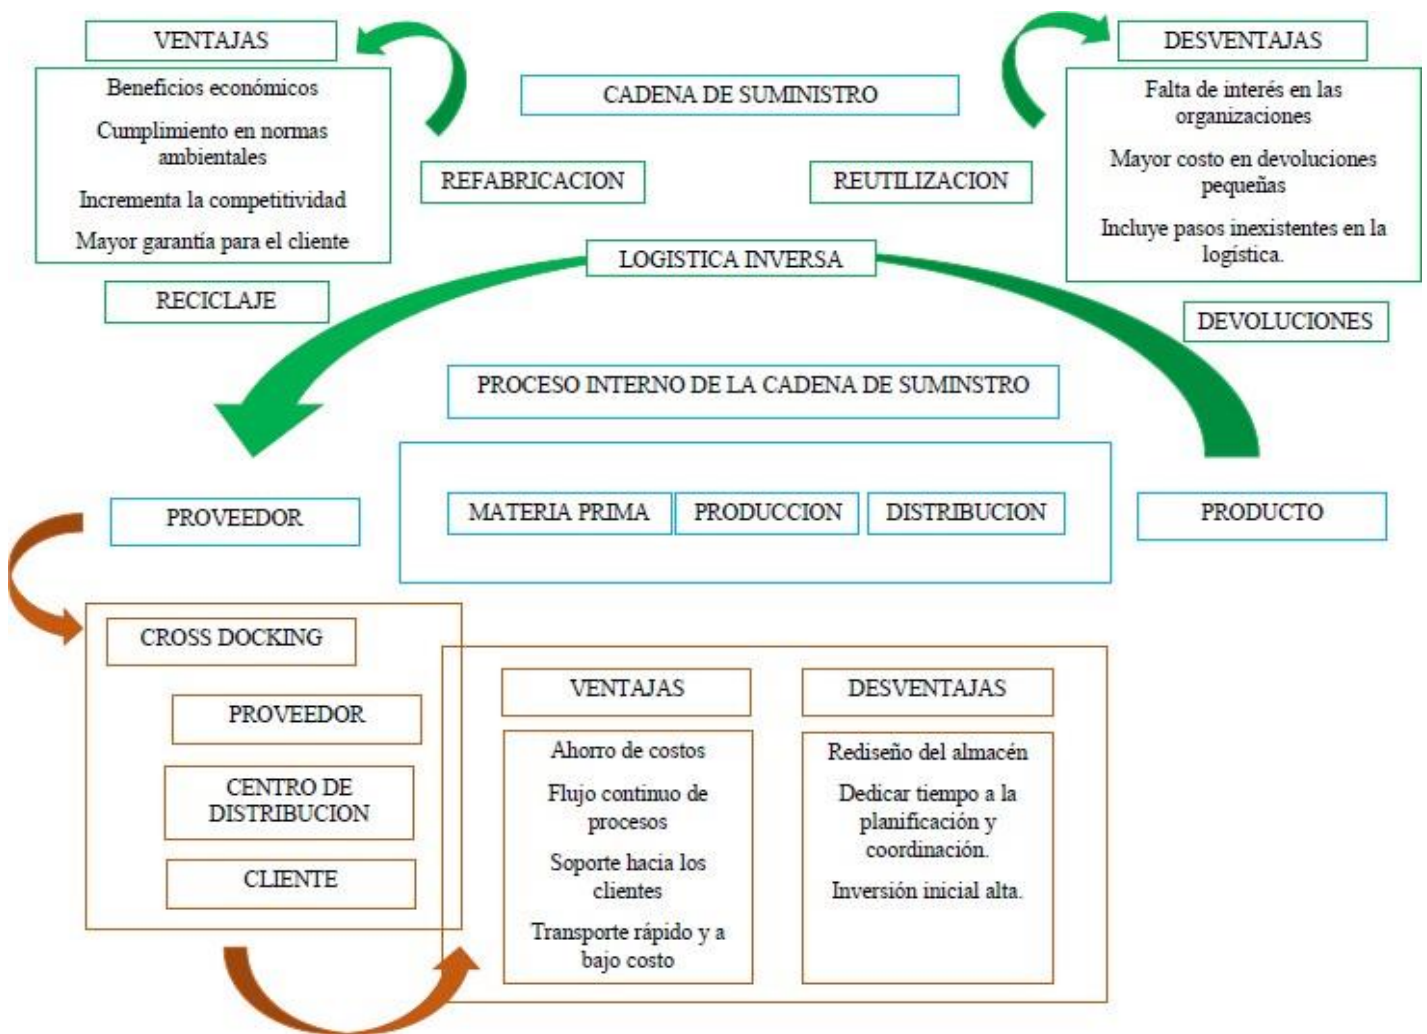 VENTAJAS
Beneficios económicos
Cumplimiento en normas
ambientales
Incrementa la competitividad
Mayor garantía para el cliente
RECICLAJE
CADENA DE SUMINISTRO
REFABRICACION
REUTILIZACION
LOGISTICA INVERSA
DESVENTAJAS
Falta de interés en las
organizaciones
Mayor costo en devoluciones
pequeñas
Incluye pasos inexistentes en la
logística.
DEVOLUCIONES
PROCESO INTERNO DE LA CADENA DE SUMINSTRO
PROVEEDOR
MATERIA PRIMA
PRODUCCION
DISTRIBUCION
PRODUCTO
CROSS DOCKING
PROVEEDOR
CENTRO DE
DISTRIBUCION
CLIENTE
VENTAJAS
Ahorro de costos
Flujo continuo de
procesos
Soporte hacia los
clientes
Transporte rápido y a
bajo costo
DESVENTAJAS
Rediseño del almacén
Dedicar tiempo a la
planificación y
coordinación.
Inversión inicial alta.